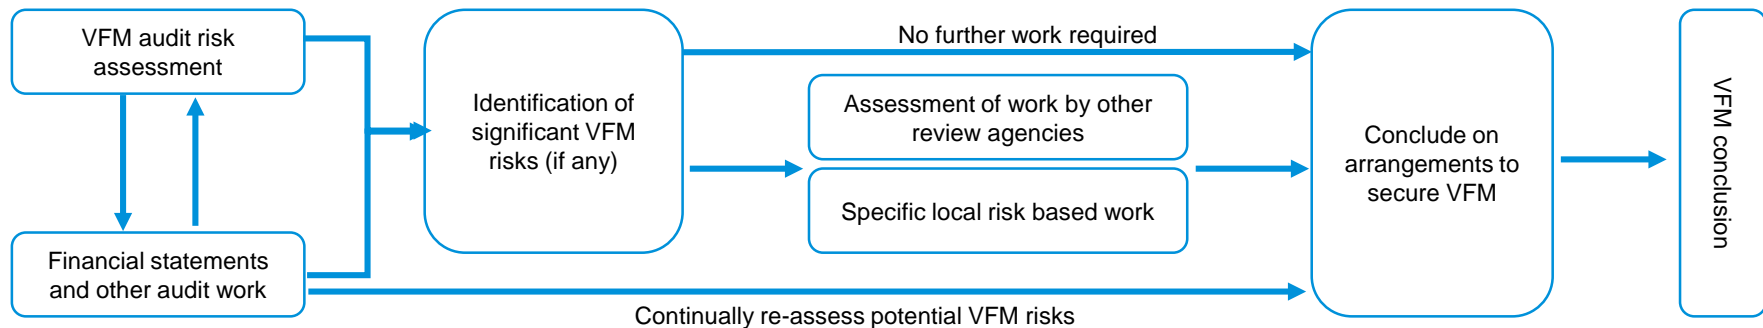 VFM audit risk
assessment
Financial statements
and other audit work
Identification of
significant VFM
risks (if any)
No further work required
Assessment of work by other
review agencies
Specific local risk based work
Continually re-assess potential VFM risks
Conclude on
arrangements to
secure VFM
VFM conclusion